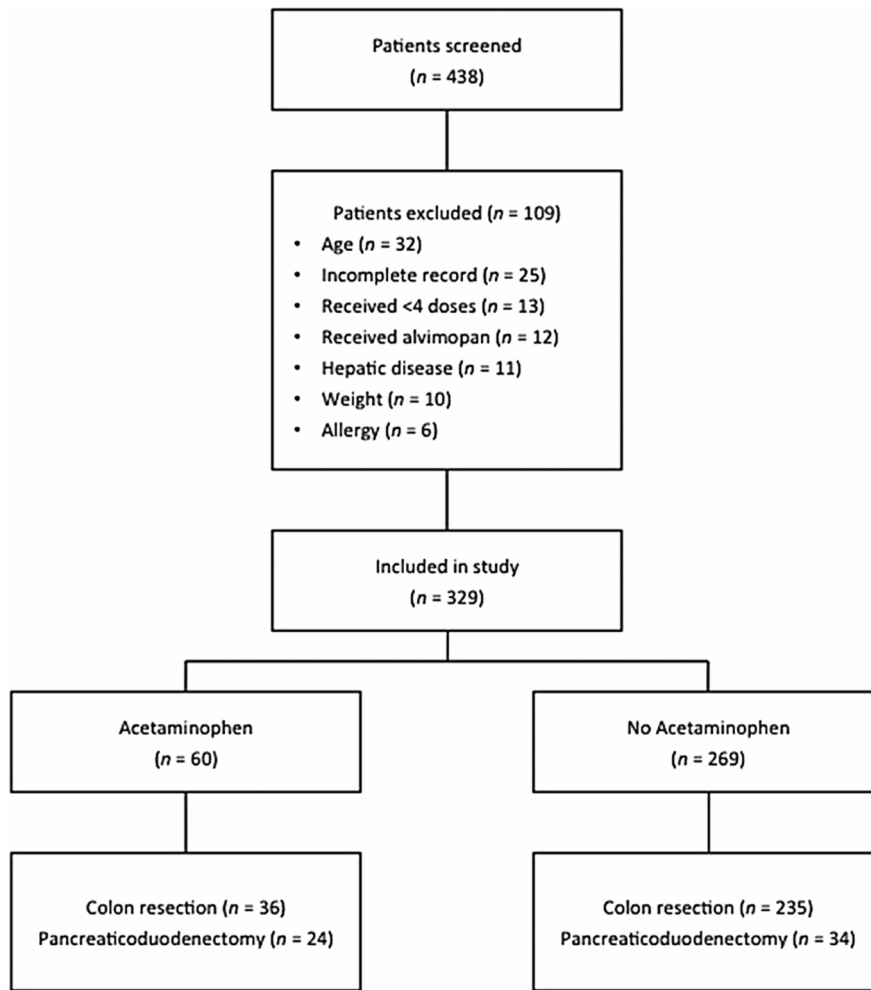 Patients screened
(n = 438)
Patients excluded (n = 109)
• Age (n = 32)
• Incomplete record (n = 25)
• Received <4 doses (n = 13)
• Received alvimopan (n = 12)
• Hepatic disease (n = 11)
• Weight (n = 10)
• Allergy (n = 6)
Included in study
(n = 329)
Acetaminophen
(n = 60)
No Acetaminophen
(n = 269)
Colon resection (n = 36)
Pancreaticoduodenectomy (n = 24)
Colon resection (n = 235)
Pancreaticoduodenectomy (n = 34)